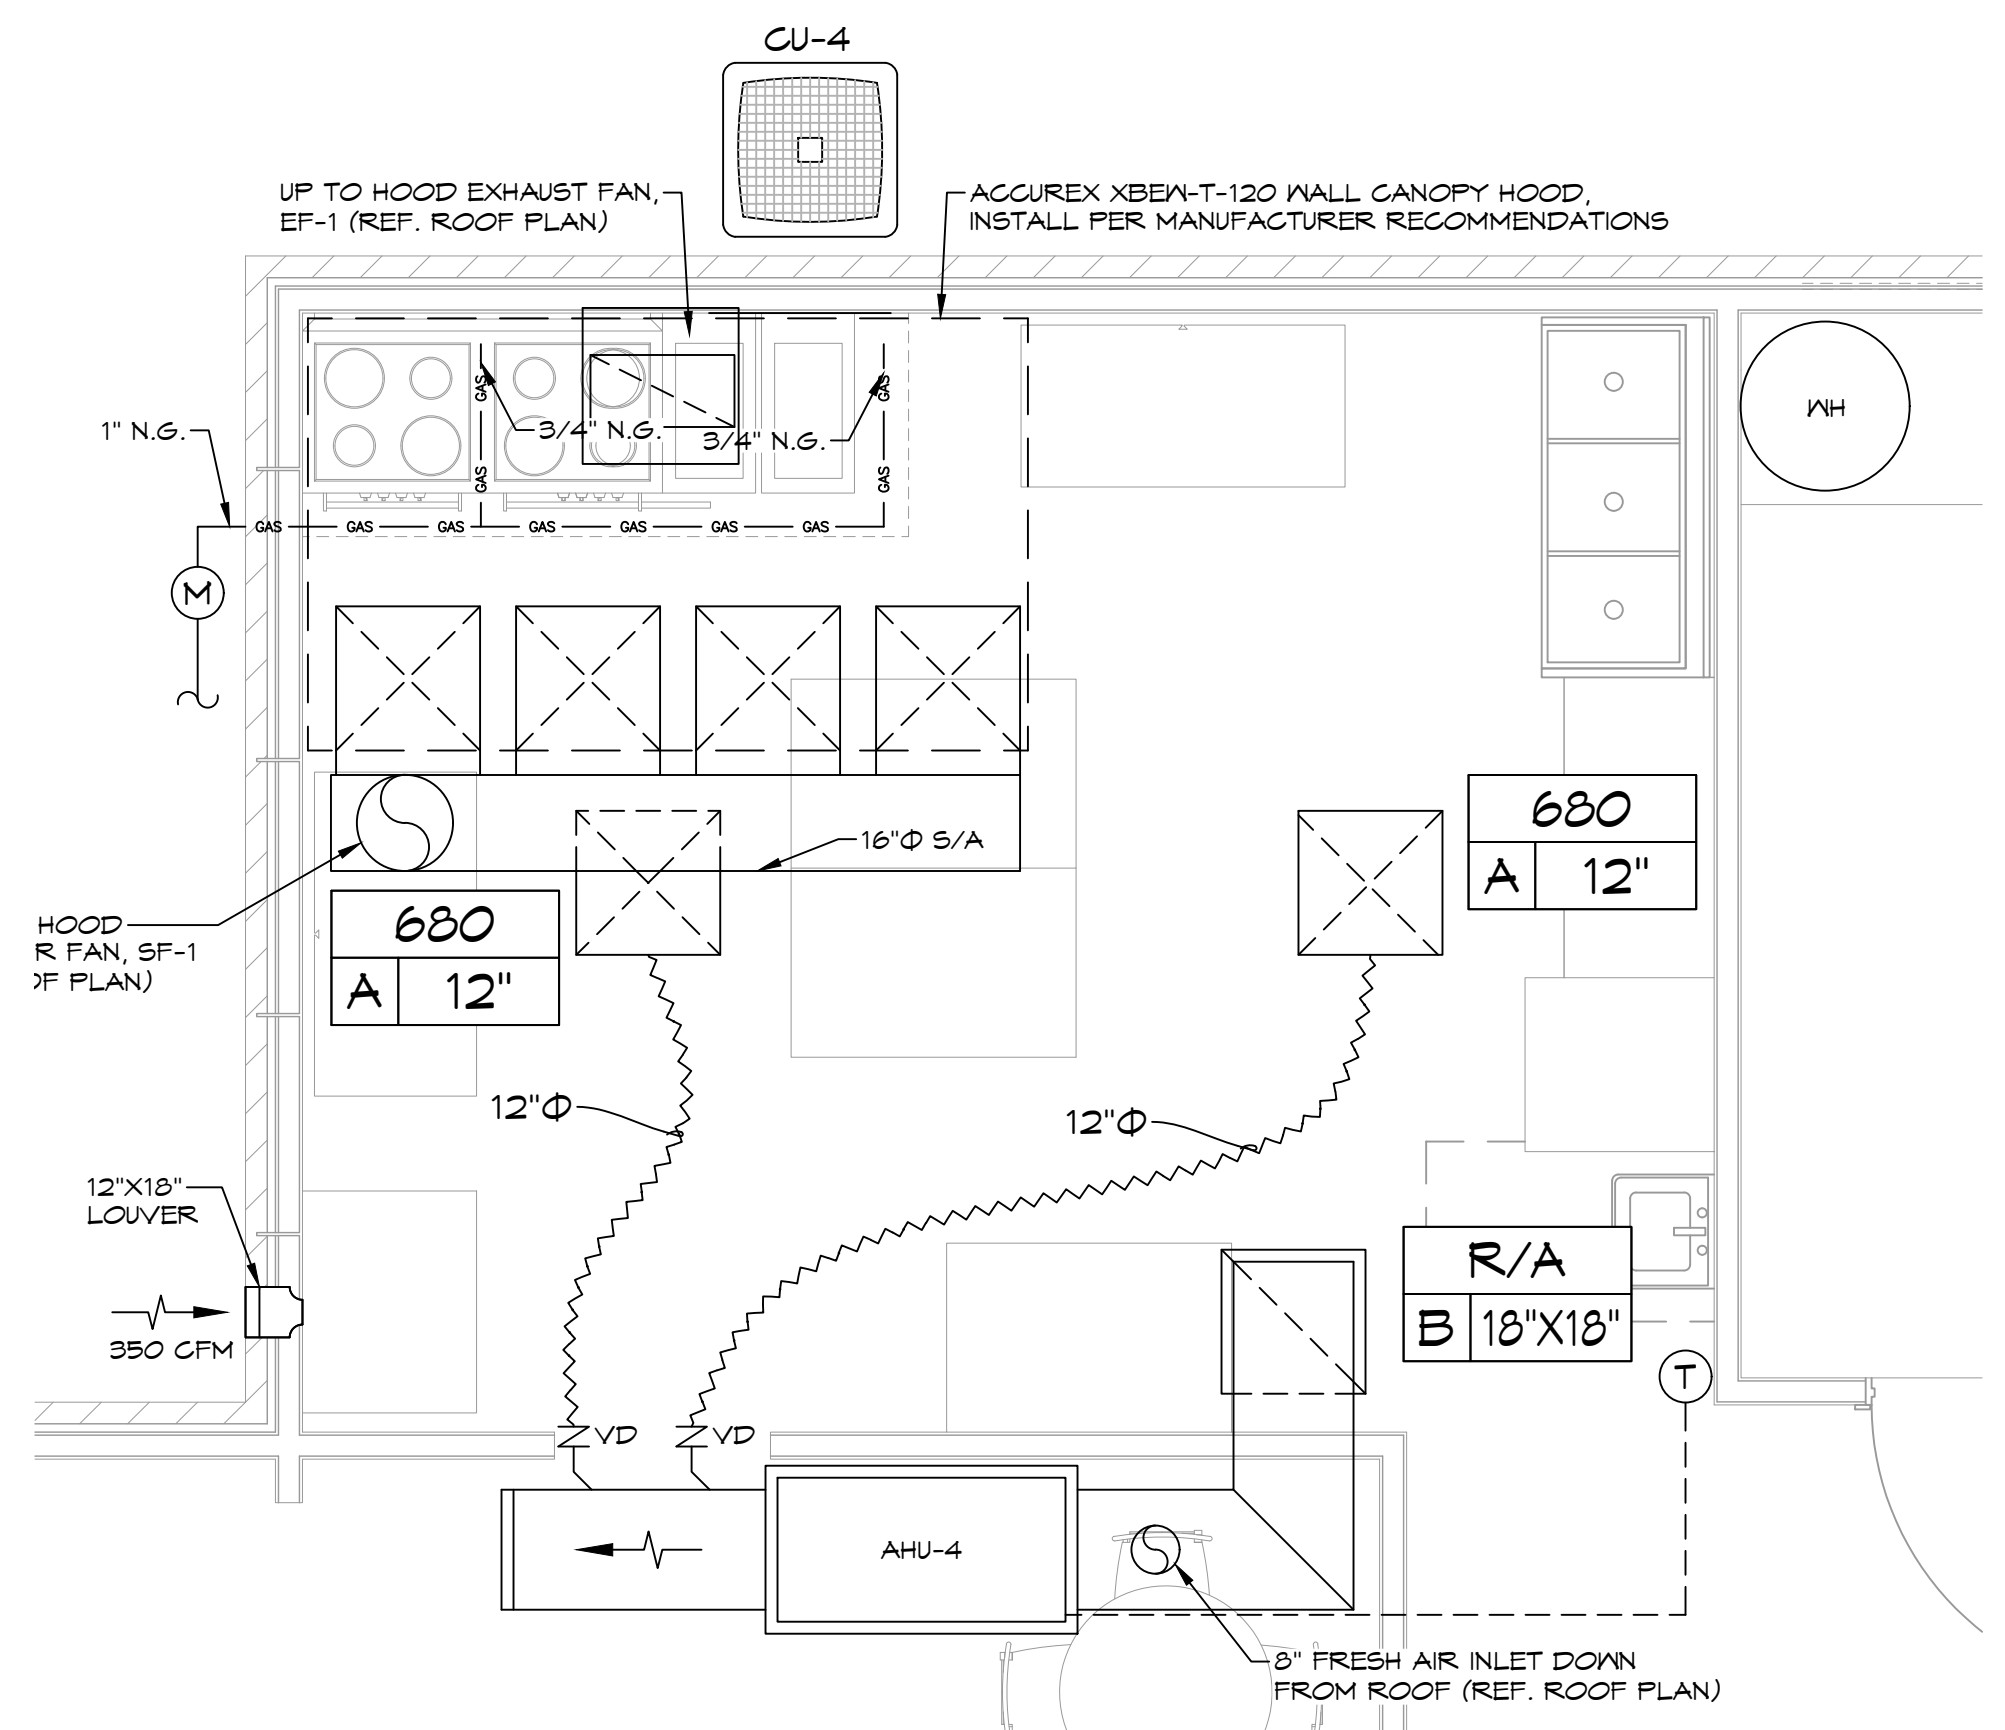 CU-4
UP TO HOOD EXHAUST FAN,
EF-1 (REF. ROOF PLAN)
ACCUREX XBEW-T-120 WALL CANOPY HOOD,
INSTALL PER MANUFACTURER RECOMMENDATIONS
WH
GAS
GAS
1" N.G.
3/4" N.G.
3/4" N.G.
GAS
GAS
GAS GAS GAS GAS GAS GAS GAS
M
680
A 12"
16"Φ S/A
HOOD
R FAN, SF-1
OF PLAN)
680
A 12"
12"Φ
12"Φ
12"X18"
LOUVER
350 CFM
R/A
B 18"X18"
T
VD
VD
AHU-4
8" FRESH AIR INLET DOWN
FROM ROOF (REF. ROOF PLAN)